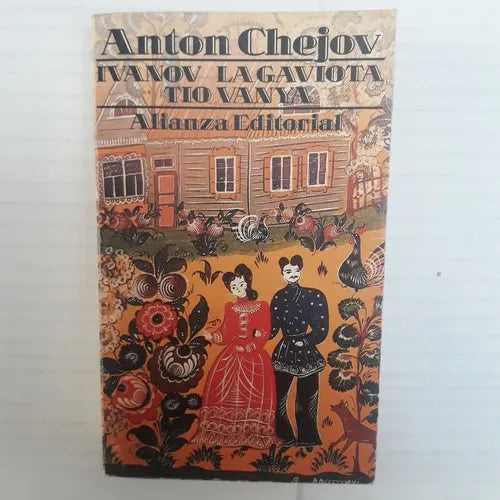 Anton Chejov
IVANOV LA GAVIOTA
TIO VANYA
Alianza Editorial